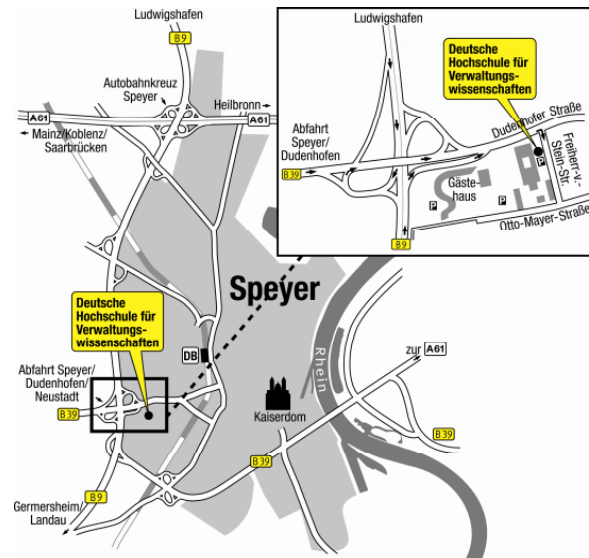 Ludwigshafen
B9
Autobahnkreuz
Speyer
Heilbronn
A61
A61
Mainz/Koblenz/
Saarbrücken
Speyer
Deutsche
Hochschule für
Verwaltungs-
wissenschaften
DB
Rhein
zur A61
Abfahrt Speyer/
Dudenhofen/
Neustadt
B39
Kaiserdom
B39
B39
B9
Germersheim/
Landau
Ludwigshafen
B9
Deutsche
Hochschule für
Verwaltungs-
wissenschaften
Dudenhofer Straße
Abfahrt
Speyer/
Dudenhofen
B39
Gäste-
haus
P
P
P
Freiherr-v.-
Stein-Str.
Otto-Mayer-Straße
B9